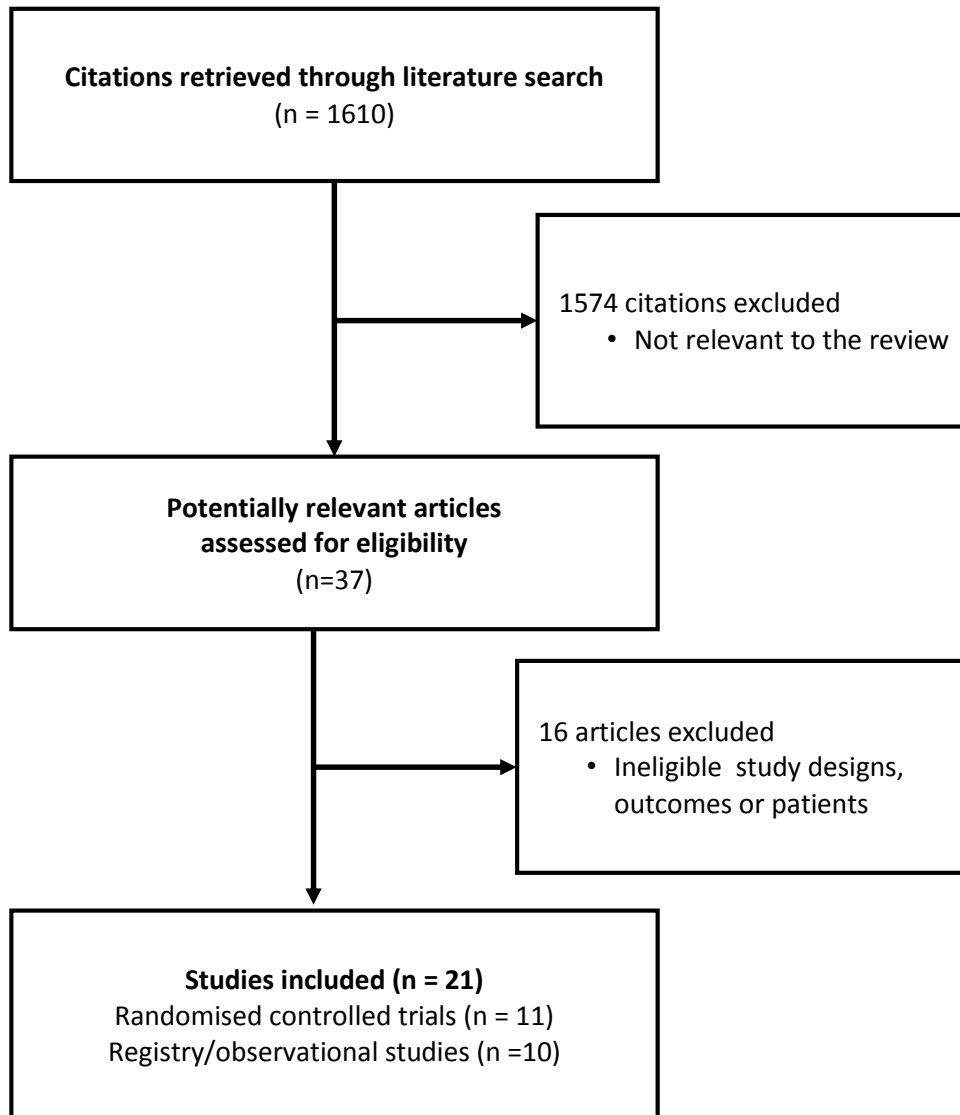 Citations retrieved through literature search
(n = 1610)
1574 citations excluded
• Not relevant to the review
Potentially relevant articles
assessed for eligibility
(n=37)
16 articles excluded
• Ineligible  study designs,
outcomes or patients
Studies included (n = 21)
Randomised controlled trials (n = 11)
Registry/observational studies (n =10)